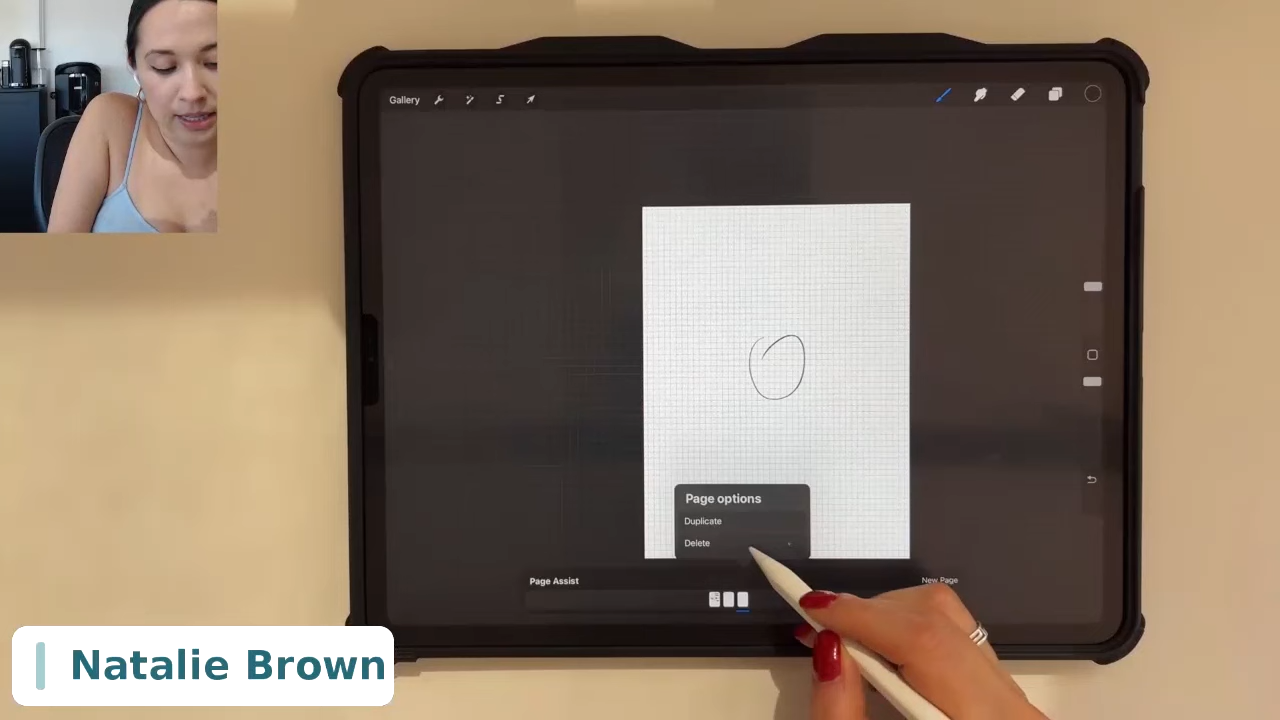 Gallery
Page options
Duplicate
Delete
Page Assist
New Page
Natalie Brown